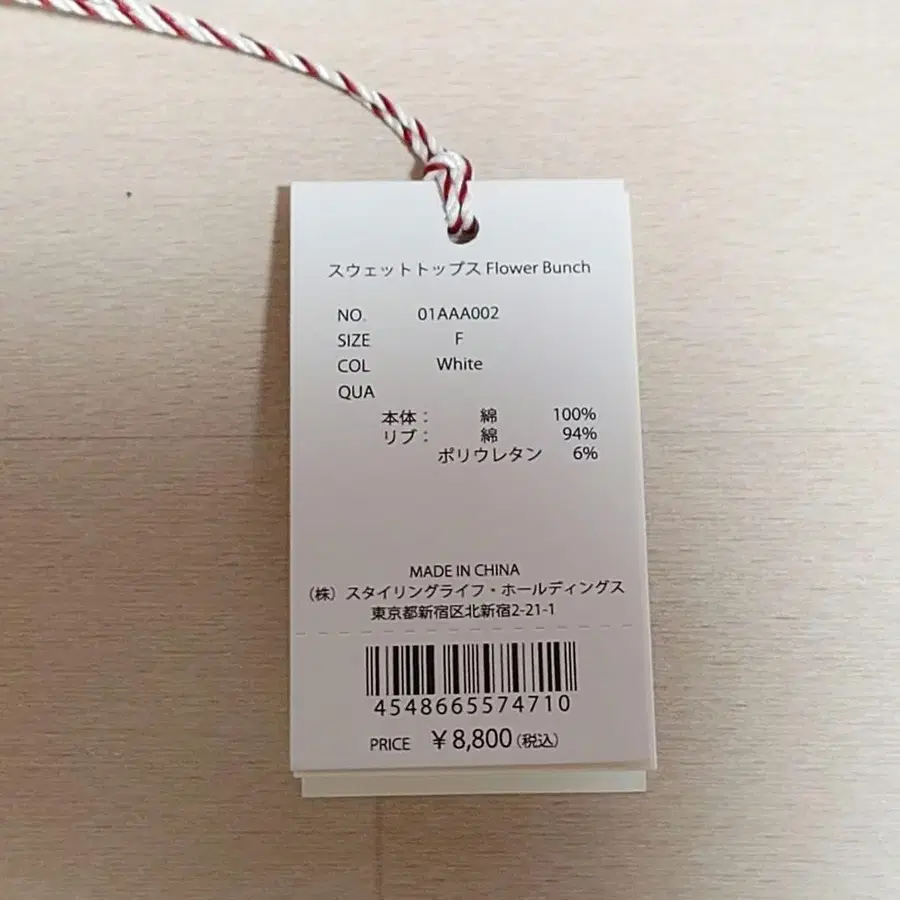 スウェットトップス Flower Bunch
NO. 01AAA002
SIZE F
COL White
QUA
本体： 綿 100%
リブ： 綿 94%
ポリウレタン 6%
MADE IN CHINA
（株）スタイリングライフ・ホールディングス
東京都新宿区北新宿2-21-1
4548665574710
PRICE ￥8,800（税込）